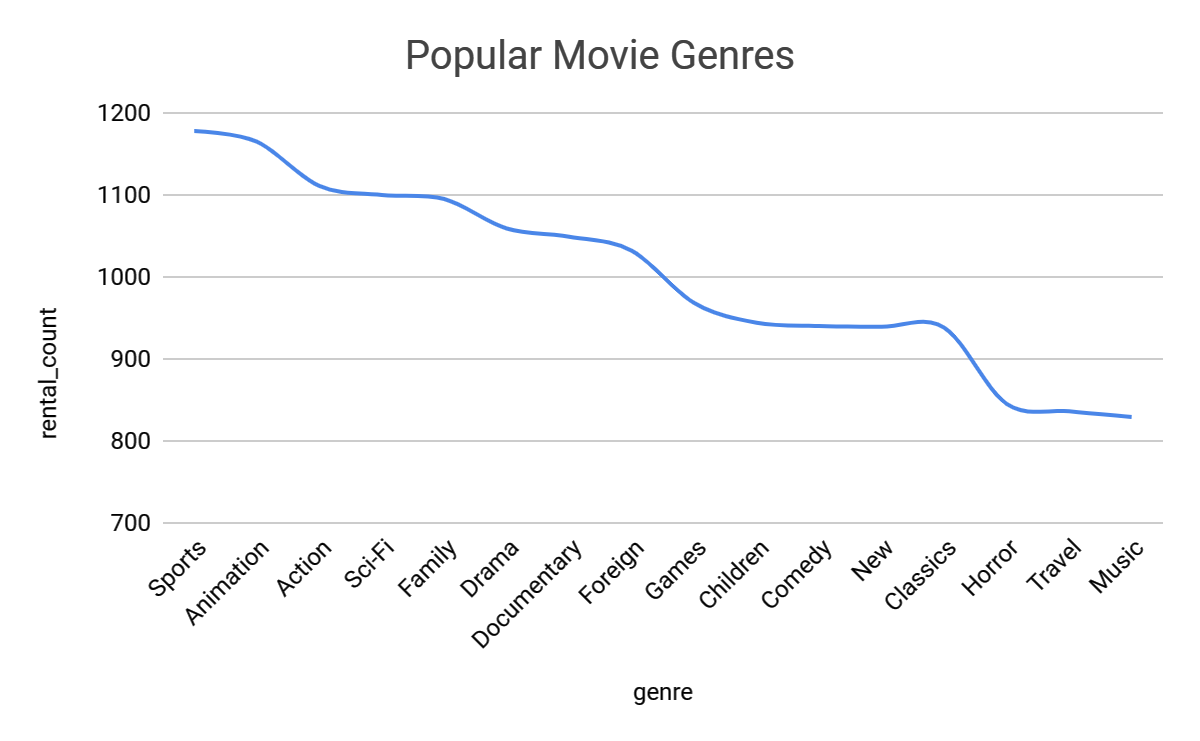 Popular Movie Genres
1200
1100
1000
900
800
700
rental_count
Sports
Animation
Action
Sci-Fi
Family
Drama
Documentary
Foreign
Games
Children
Comedy
New
Classics
Horror
Travel
Music
genre